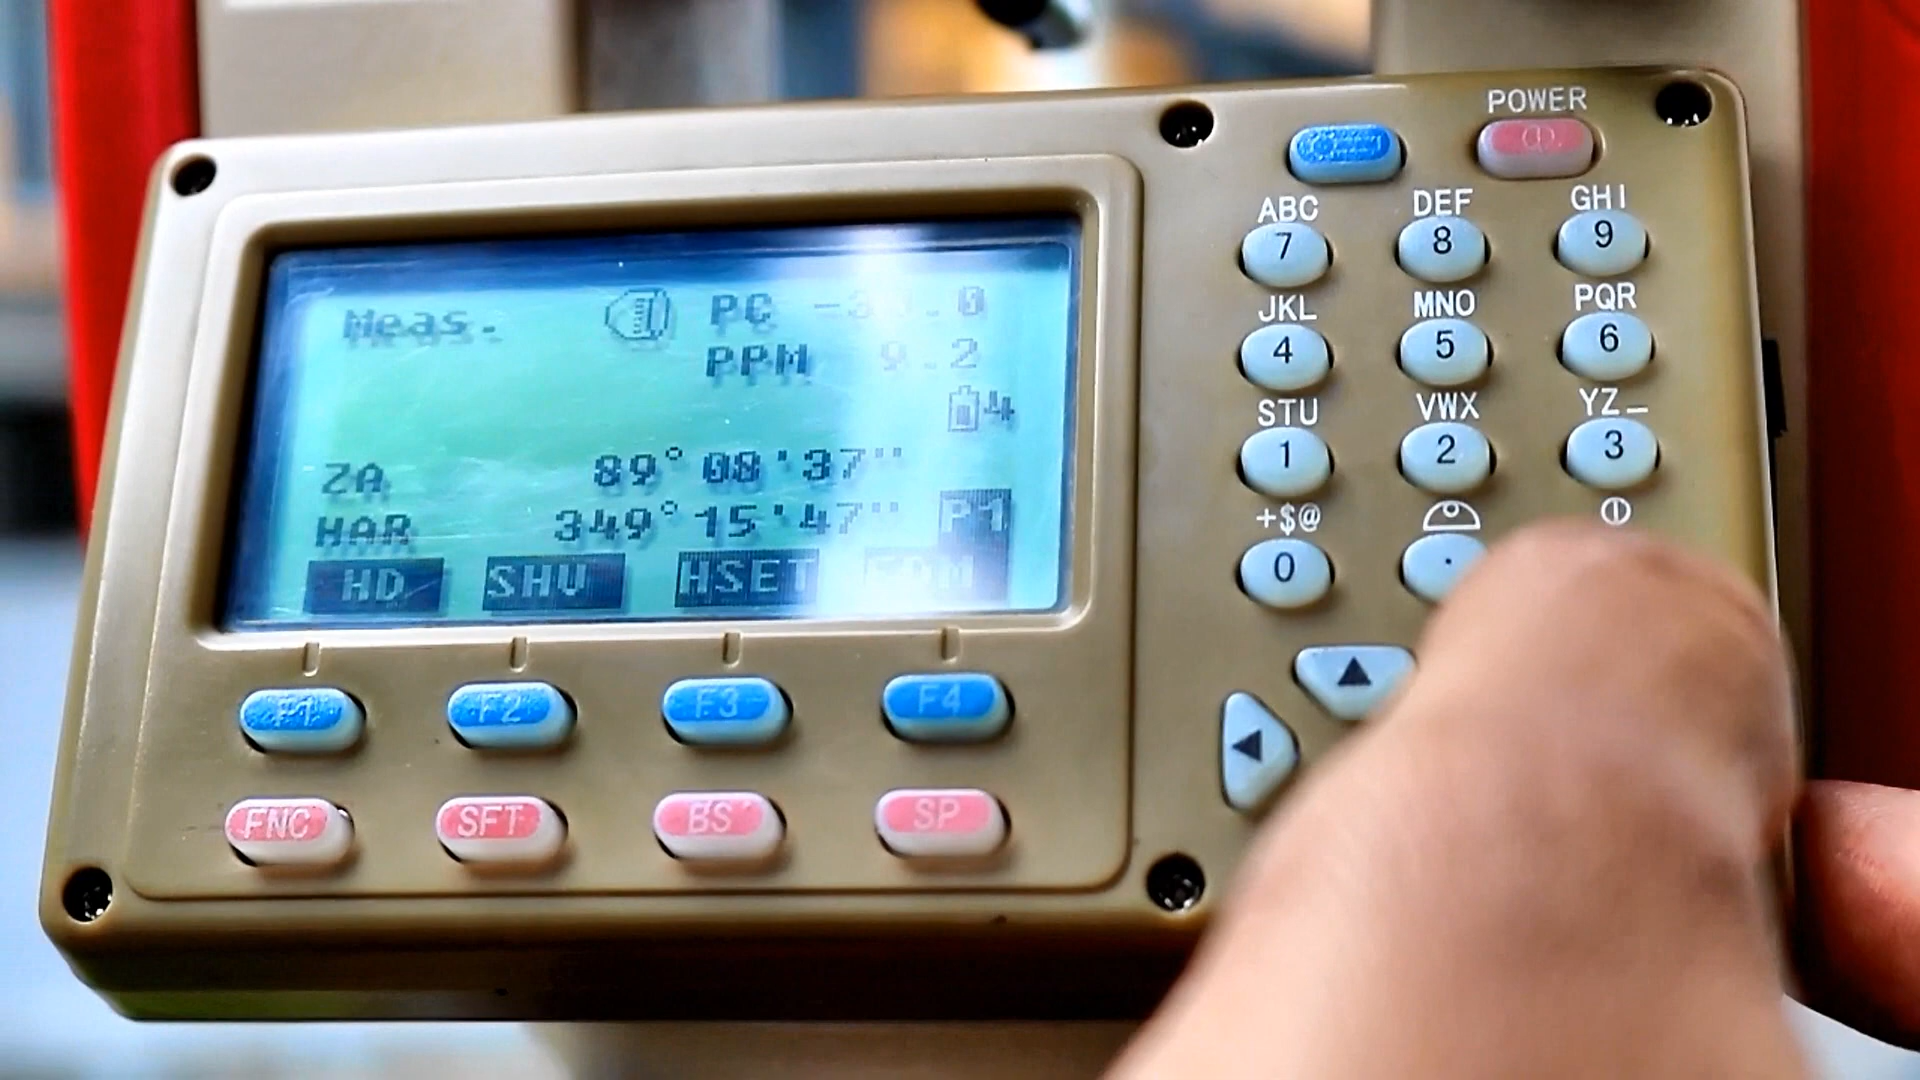 POWER
Meas. PC
PPM 9.2
4
ZA 89°08'37"
HAR 349°15'47" P1
HD SHV HSET
F1 F2 F3 F4
FNC SFT BS SP
ABC DEF GHI
7 8 9
JKL MNO PQR
4 5 6
STU VWX YZ_
1 2 3
+$@
0 .